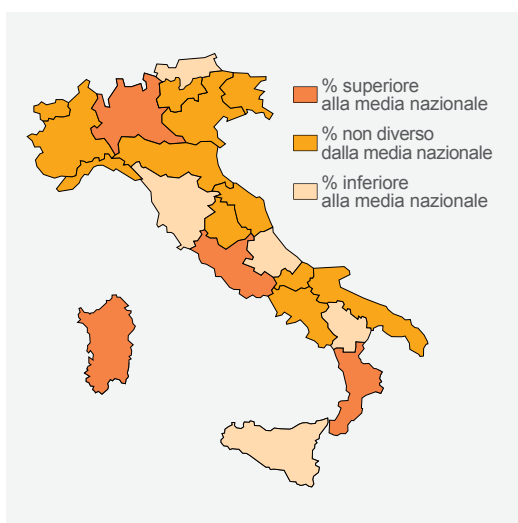 % superiore
alla media nazionale
% non diverso
dalla media nazionale
% inferiore
alla media nazionale